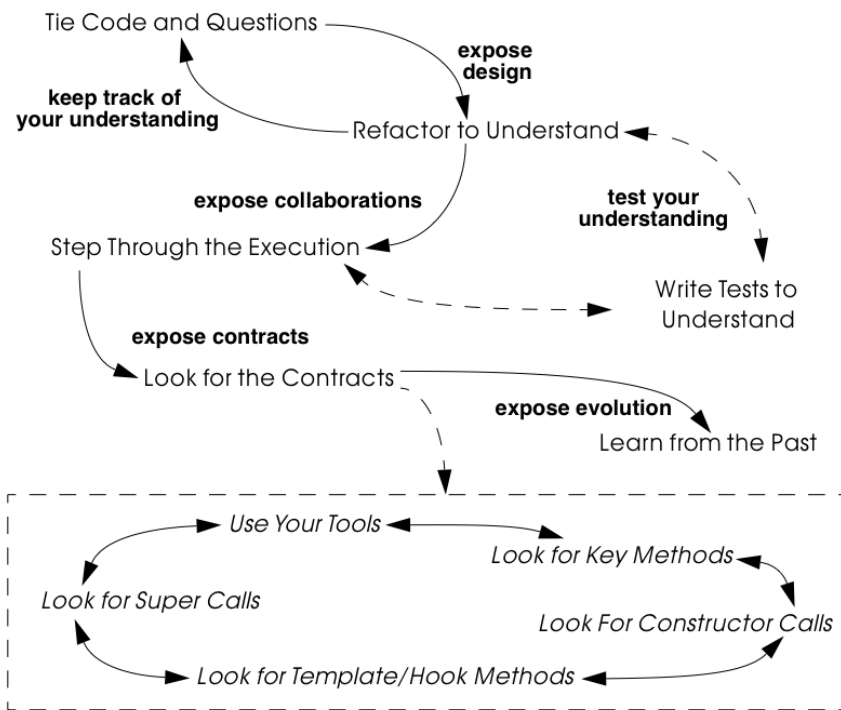 Tie Code and Questions
expose
design
keep track of
your understanding
Refactor to Understand
expose collaborations
test your
understanding
Step Through the Execution
Write Tests to
Understand
expose contracts
Look for the Contracts
expose evolution
Learn from the Past
Use Your Tools
Look for Key Methods
Look for Super Calls
Look For Constructor Calls
Look for Template/Hook Methods